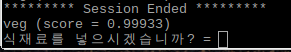 ********* Session Ended *********
veg (score = 0.99933)
식재료를 넣으시겠습니까? =